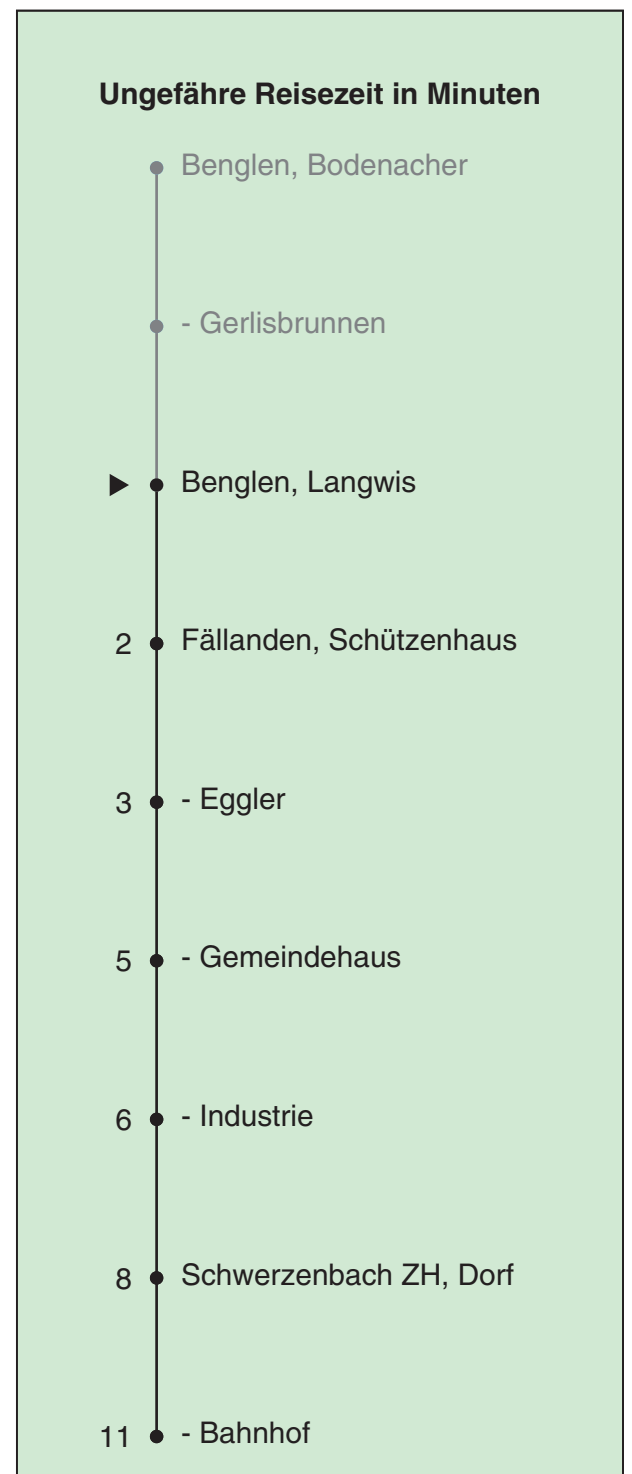 Ungefähre Reisezeit in Minuten
Benglen, Bodenacher
- Gerlisbrunnen
Benglen, Langwis
2 Fällanden, Schützenhaus
3 - Eggler
5 - Gemeindehaus
6 - Industrie
8 Schwerzenbach ZH, Dorf
11 - Bahnhof